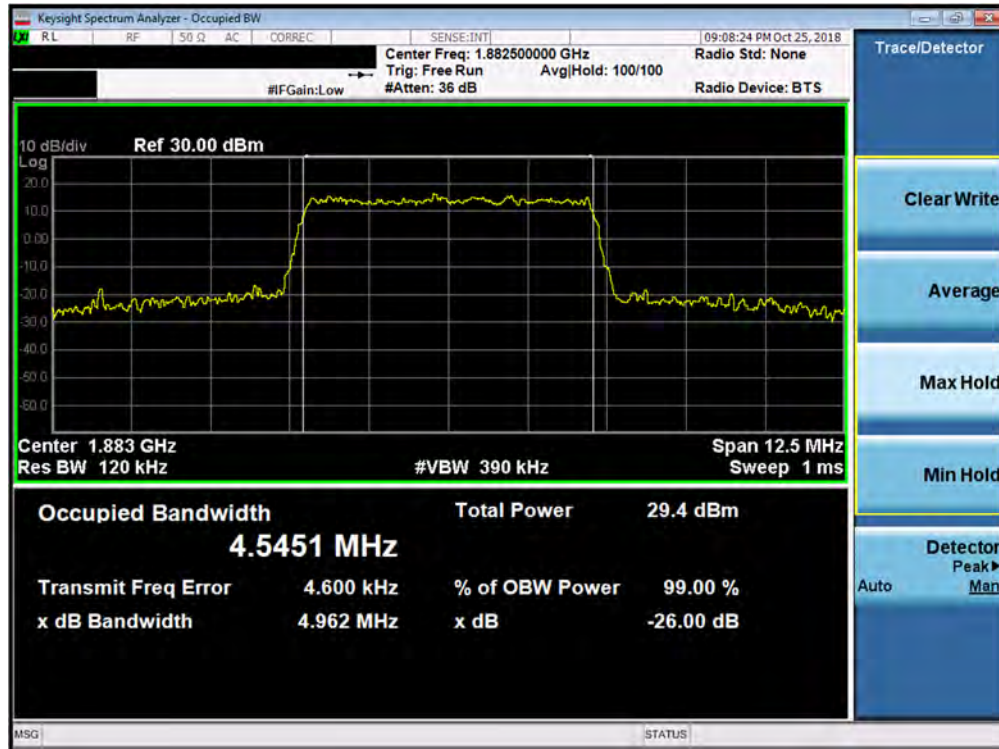 Keysight Spectrum Analyzer - Occupied BW
LXI RL RF 50 Ω AC CORREC SENSE:INT 09:08:24 PM Oct 25, 2018
Center Freq: 1.882500000 GHz Radio Std: None
Trig: Free Run Avg|Hold: 100/100
#IFGain:Low #Atten: 36 dB Radio Device: BTS
10 dB/div Ref 30.00 dBm
Log
20.0
10.0
0.00
-10.0
-20.0
-30.0
-40.0
-50.0
-60.0
Center 1.883 GHz Span 12.5 MHz
Res BW 120 kHz #VBW 390 kHz Sweep 1 ms
Occupied Bandwidth Total Power 29.4 dBm
4.5451 MHz
Transmit Freq Error 4.600 kHz % of OBW Power 99.00 %
x dB Bandwidth 4.962 MHz x dB -26.00 dB
MSG STATUS
Trace/Detector
Clear Write
Average
Max Hold
Min Hold
Detector
Peak▶
Auto Man